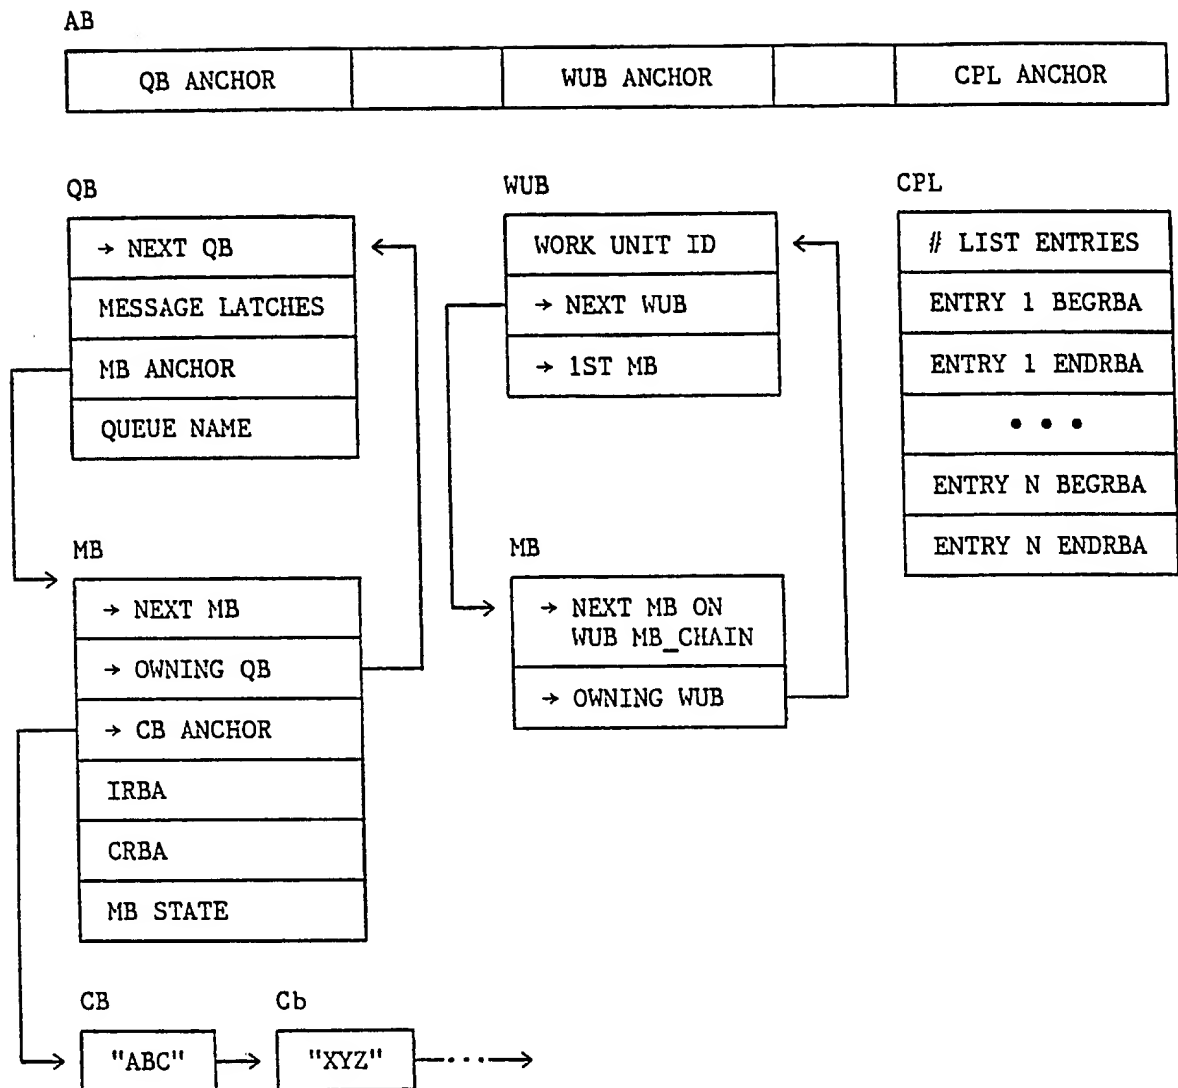 AB
QB ANCHOR
WUB ANCHOR
CPL ANCHOR
QB
→ NEXT QB
MESSAGE LATCHES
MB ANCHOR
QUEUE NAME
WUB
WORK UNIT ID
→ NEXT WUB
→ 1ST MB
CPL
# LIST ENTRIES
ENTRY 1 BEGRBA
ENTRY 1 ENDRBA
• • •
ENTRY N BEGRBA
ENTRY N ENDRBA
MB
→ NEXT MB
→ OWNING QB
→ CB ANCHOR
IRBA
CRBA
MB STATE
MB
→ NEXT MB ON
WUB MB_CHAIN
→ OWNING WUB
CB
"ABC"
Cb
"XYZ"